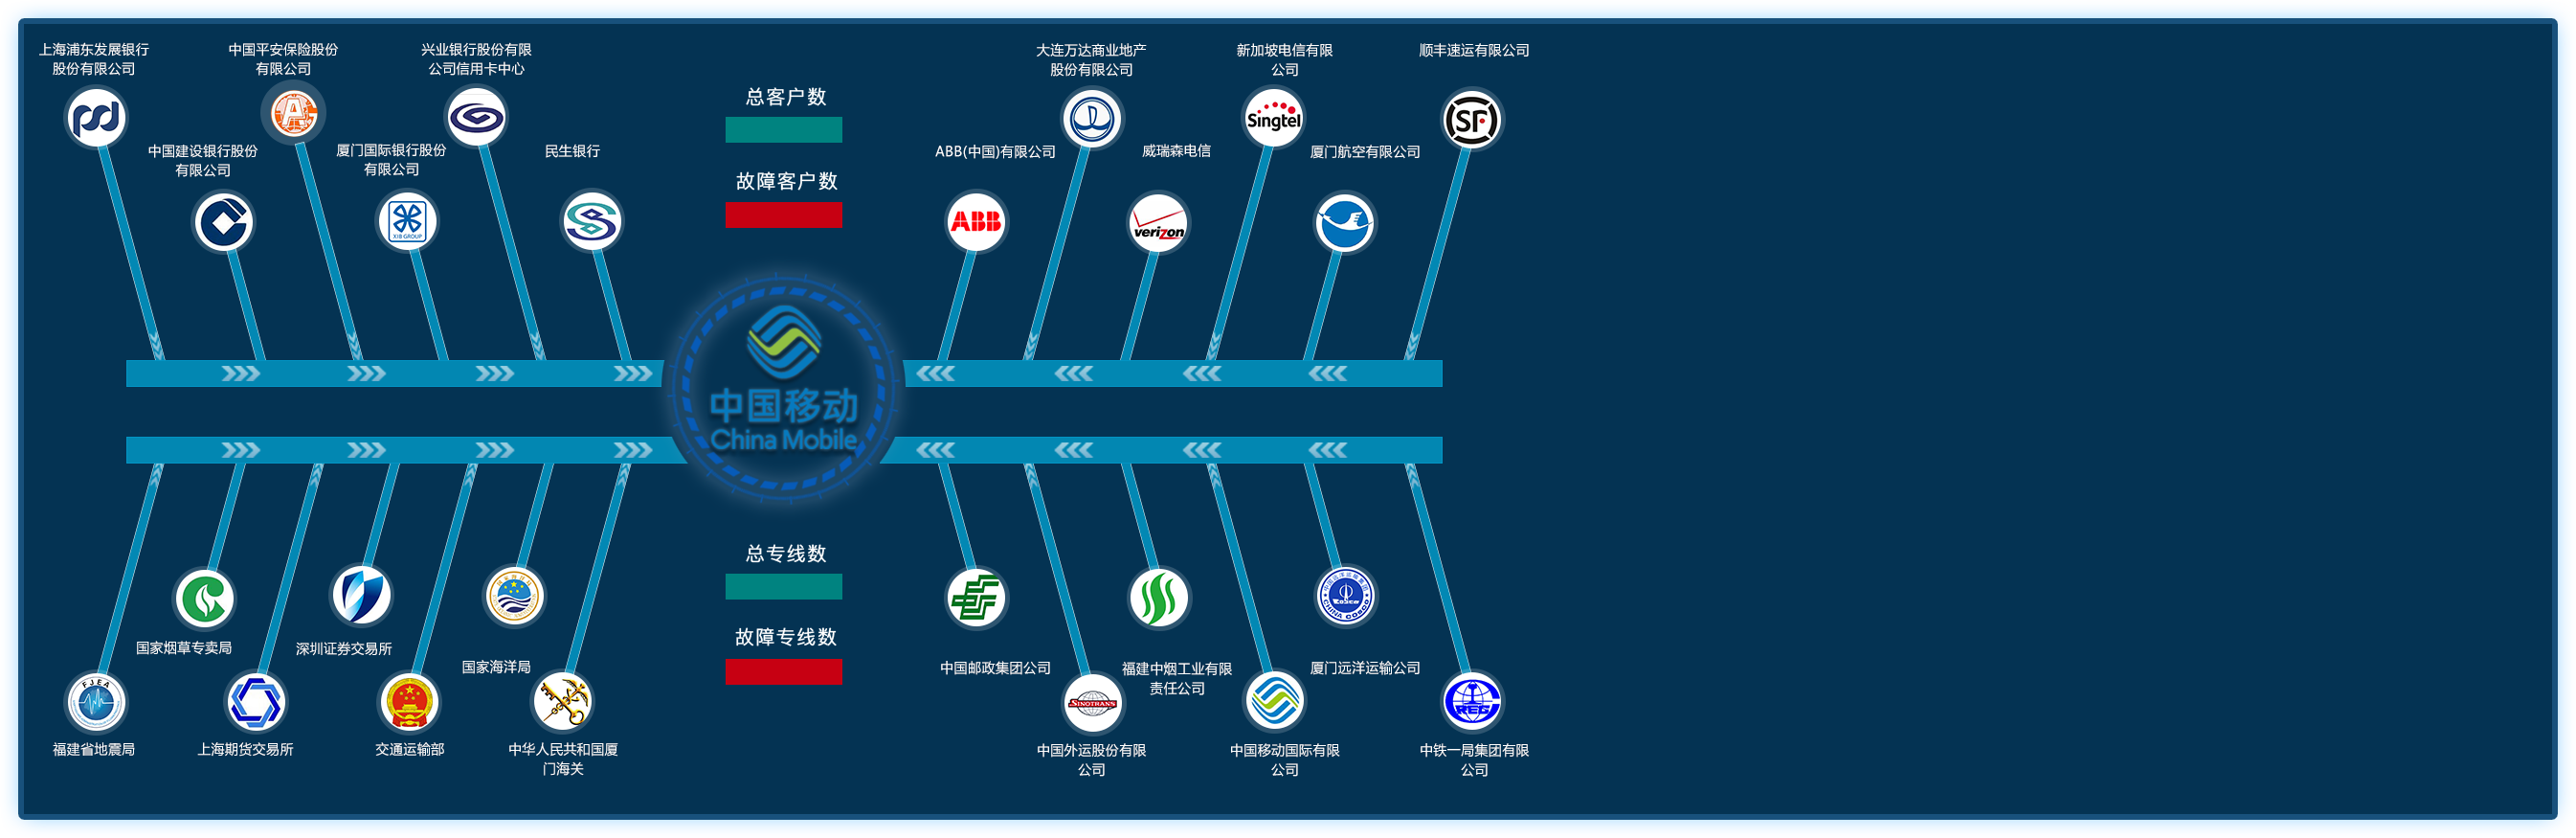 上海浦东发展银行
股份有限公司
中国平安保险股份
有限公司
兴业银行股份有限
公司信用卡中心
大连万达商业地产
股份有限公司
新加坡电信有限
公司
顺丰速运有限公司
总客户数
Singtel
SF
中国建设银行股份
有限公司
厦门国际银行股份
有限公司
民生银行
ABB(中国)有限公司
威瑞森电信
厦门航空有限公司
故障客户数
XIB GROUP
ABB
verizon
中国移动
China Mobile
总专线数
故障专线数
国家烟草专卖局
深圳证券交易所
国家海洋局
中国邮政集团公司
福建中烟工业有限
责任公司
厦门远洋运输公司
COSCO
CHINA COSCO
FJEA
SINOTRANS
福建省地震局
上海期货交易所
交通运输部
中华人民共和国厦
门海关
中国外运股份有限
公司
中国移动国际有限
公司
中铁一局集团有限
公司